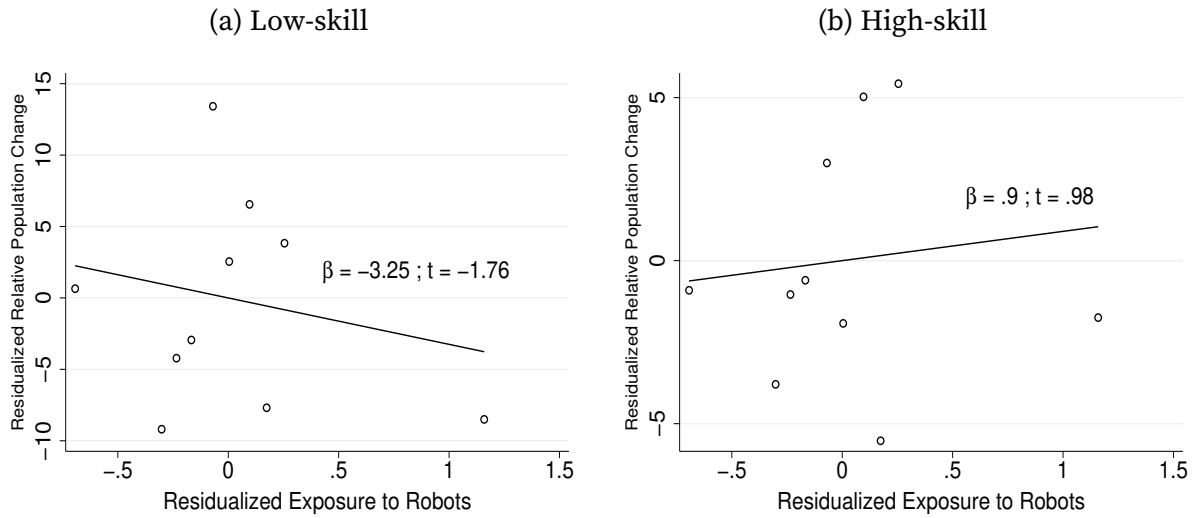 (a) Low-skill
Residualized Relative Population Change
15
10
5
0
−5
−10
β = −3.25 ; t = −1.76
−.5 0 .5 1 1.5
Residualized Exposure to Robots
(b) High-skill
Residualized Relative Population Change
5
0
−5
β = .9 ; t = .98
−.5 0 .5 1 1.5
Residualized Exposure to Robots